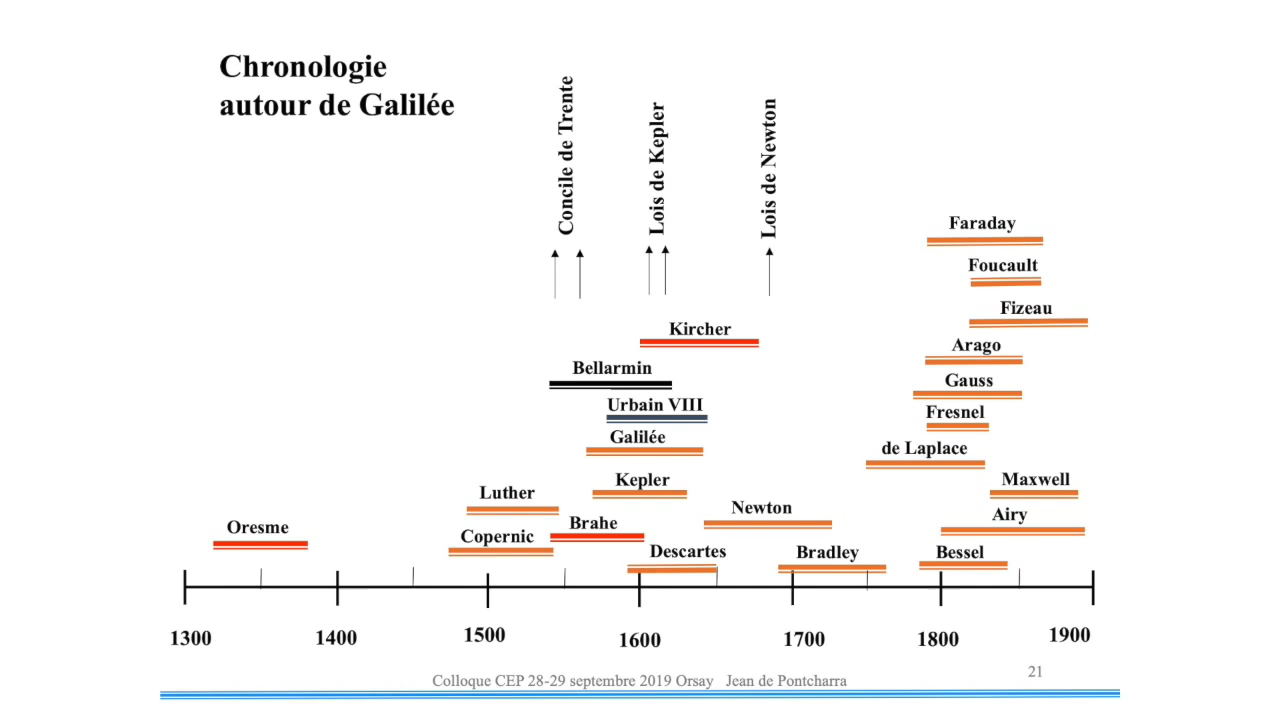 Chronologie
autour de Galilée
Concile de Trente
Lois de Kepler
Lois de Newton
Faraday
Foucault
Fizeau
Kircher
Arago
Bellarmin
Gauss
Urbain VIII
Fresnel
Galilée
de Laplace
Kepler
Maxwell
Luther
Newton
Airy
Oresme
Brahe
Copernic
Descartes
Bradley
Bessel
1300 1400 1500 1600 1700 1800 1900
Colloque CEP 28-29 septembre 2019 Orsay Jean de Pontcharra
21